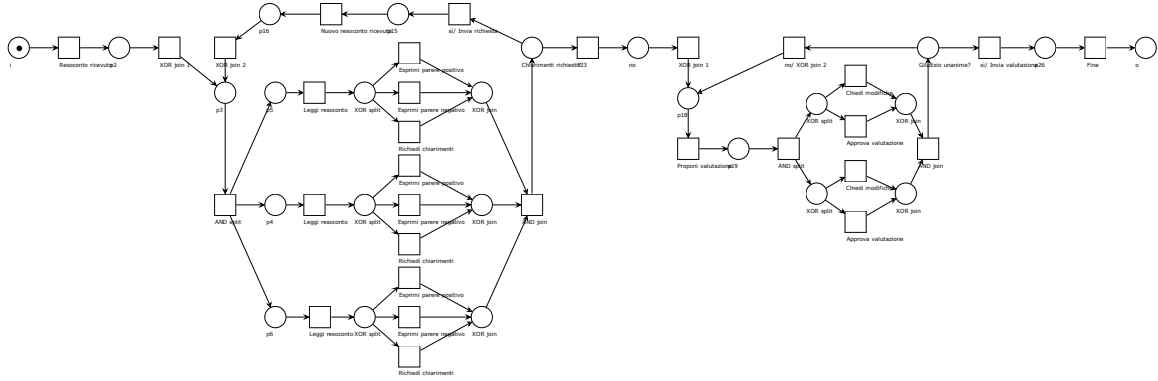 p16
Nuovo resoconto ricevuto
p15
sì/ Invia richiesta
i
Resoconto ricevuto
p2
XOR join 1
XOR join 2
Esprimi parere positivo
Chiarimenti richiesti?
t23
no
XOR join 1
no/ XOR join 2
Giudizio unanime?
sì/ Invia valutazione
p26
Fine
o
p3
p5
Leggi resoconto
XOR split
Esprimi parere negativo
XOR join
Richiedi chiarimenti
p18
Chiedi modifiche
XOR split
XOR join
Approva valutazione
Proponi valutazione
p19
AND split
AND join
Chiedi modifiche
XOR split
XOR join
Approva valutazione
Esprimi parere positivo
AND split
p4
Leggi resoconto
XOR split
Esprimi parere negativo
XOR join
AND join
Richiedi chiarimenti
Esprimi parere positivo
p6
Leggi resoconto
XOR split
Esprimi parere negativo
XOR join
Richiedi chiarimenti